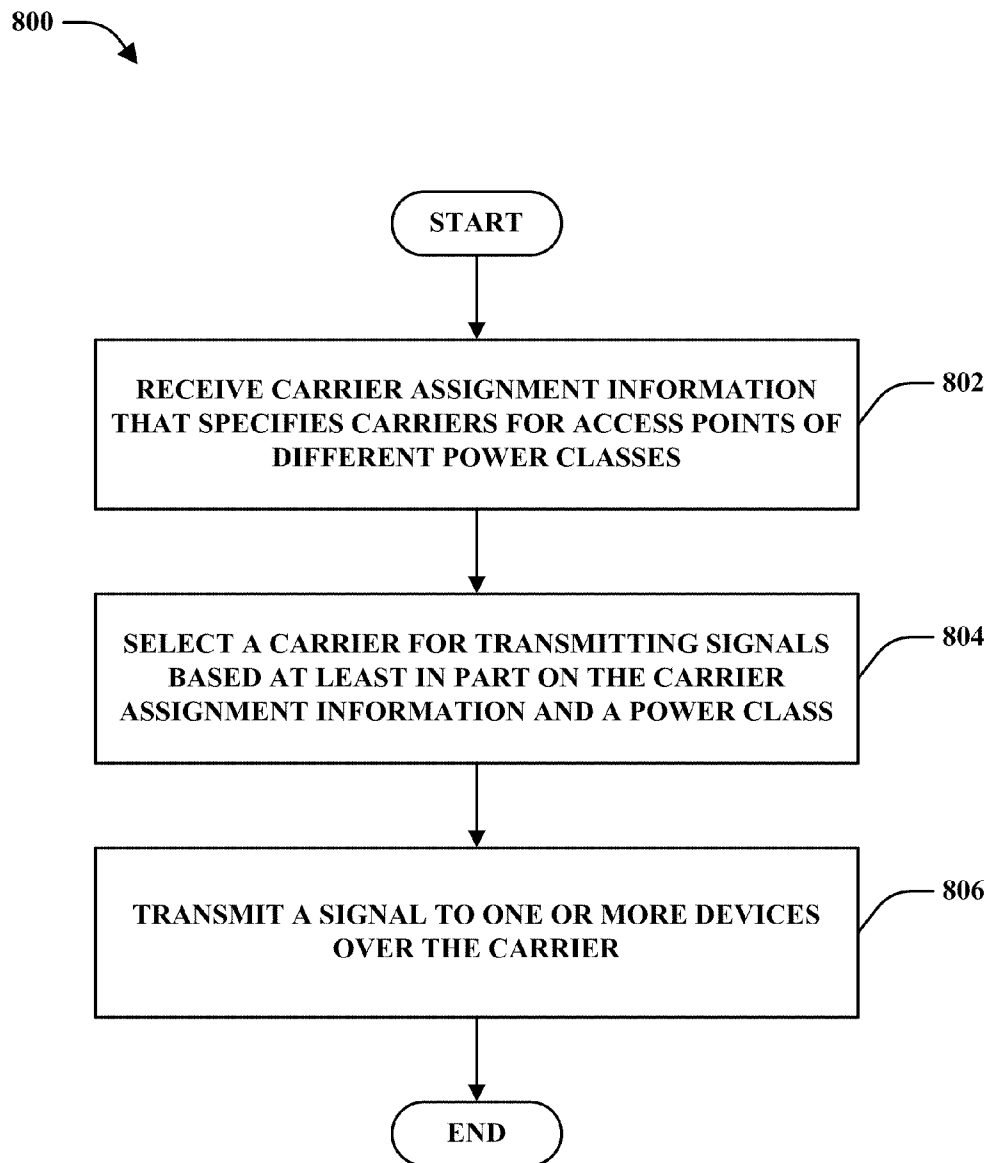 800
START
RECEIVE CARRIER ASSIGNMENT INFORMATION
THAT SPECIFIES CARRIERS FOR ACCESS POINTS OF
DIFFERENT POWER CLASSES
802
SELECT A CARRIER FOR TRANSMITTING SIGNALS
BASED AT LEAST IN PART ON THE CARRIER
ASSIGNMENT INFORMATION AND A POWER CLASS
804
TRANSMIT A SIGNAL TO ONE OR MORE DEVICES
OVER THE CARRIER
806
END